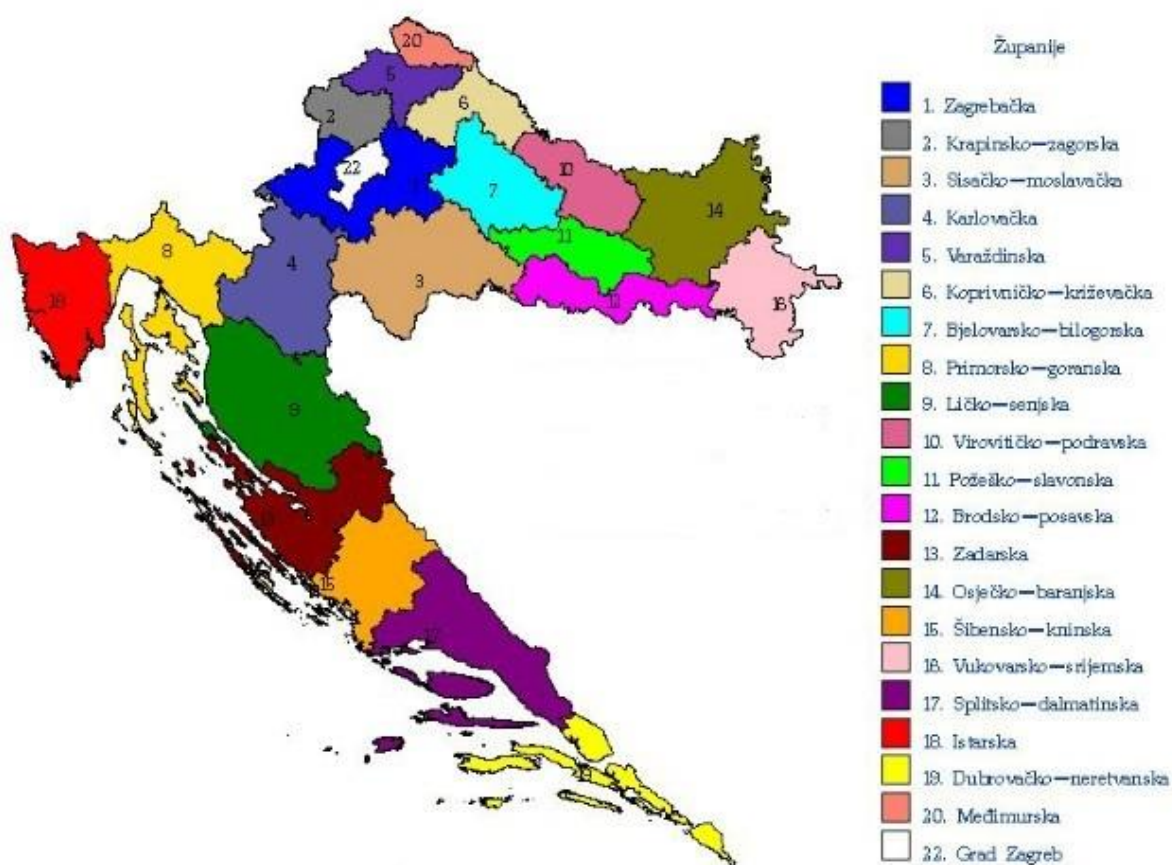 20
5
2
6
22
1
10
7
14
11
8
4
3
12
16
18
9
13
15
17
19
Županije
1. Zagrebačka
2. Krapinsko—zagorska
3. Sisačko—moslavačka
4. Karlovačka
5. Varaždinska
6. Koprivničko—križevačka
7. Bjelovarsko—bilogorska
8. Primorsko—goranska
9. Ličko—senjska
10. Virovitičko—podravska
11. Požeško—slavonska
12. Brodsko—posavska
13. Zadarska
14. Osječko—baranjska
15. Šibensko—kninska
16. Vukovarsko—srijemska
17. Splitsko—dalmatinska
18. Istarska
19. Dubrovačko—neretvanska
20. Međimurska
22. Grad Zagreb